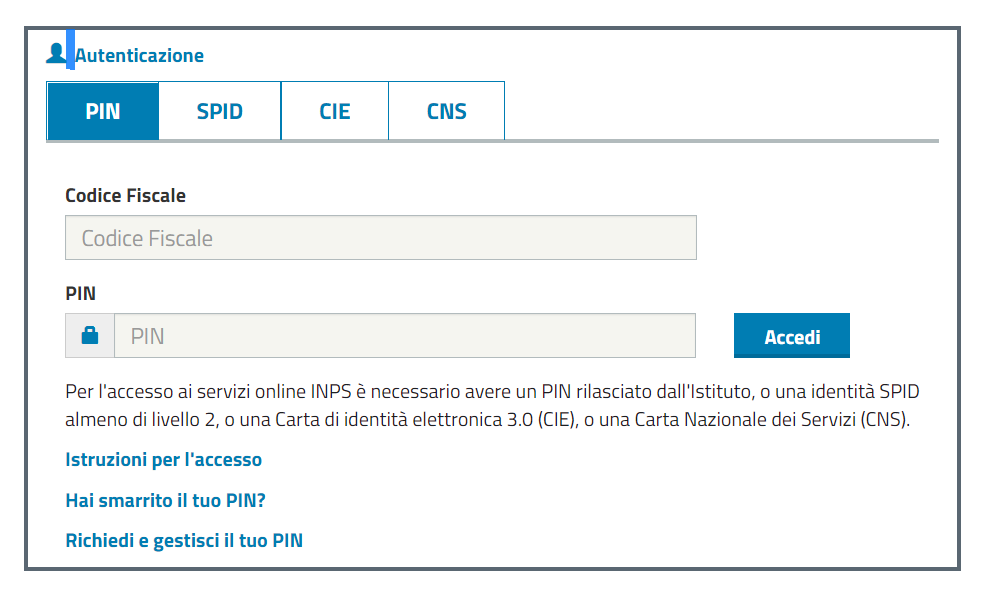 Autenticazione
PIN SPID CIE CNS
Codice Fiscale
Codice Fiscale
PIN
PIN Accedi
Per l'accesso ai servizi online INPS è necessario avere un PIN rilasciato dall'Istituto, o una identità SPID
almeno di livello 2, o una Carta di identità elettronica 3.0 (CIE), o una Carta Nazionale dei Servizi (CNS).
Istruzioni per l'accesso
Hai smarrito il tuo PIN?
Richiedi e gestisci il tuo PIN